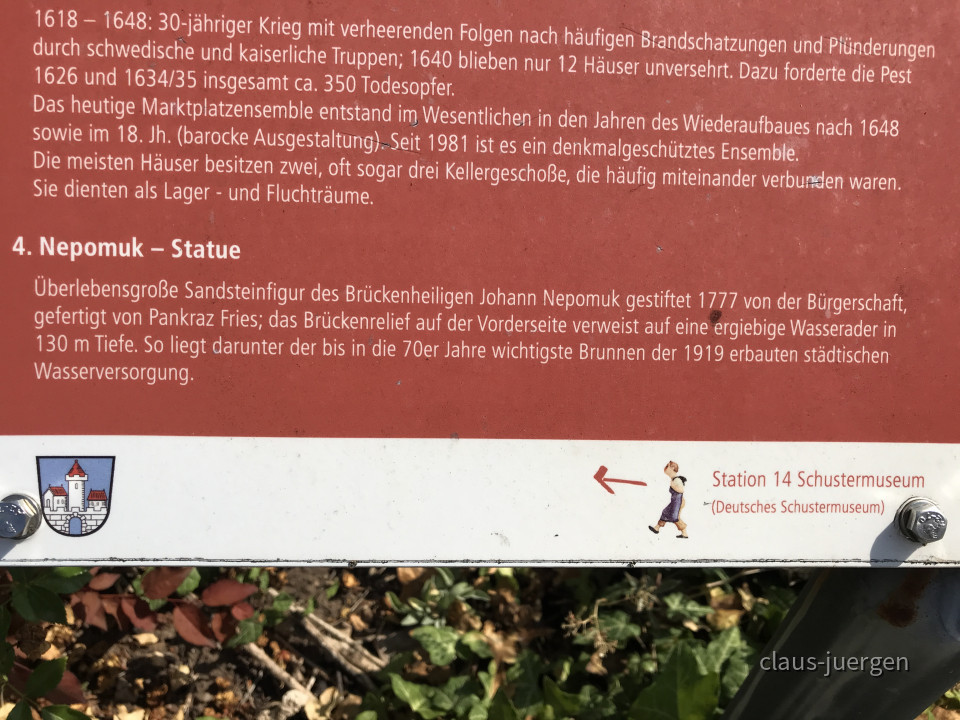 1618 – 1648: 30-jähriger Krieg mit verheerenden Folgen nach häufigen Brandschatzungen und Plünderungen
durch schwedische und kaiserliche Truppen; 1640 blieben nur 12 Häuser unversehrt. Dazu forderte die Pest
1626 und 1634/35 insgesamt ca. 350 Todesopfer.
Das heutige Marktplatzensemble entstand im Wesentlichen in den Jahren des Wiederaufbaues nach 1648
sowie im 18. Jh. (barocke Ausgestaltung). Seit 1981 ist es ein denkmalgeschütztes Ensemble.
Die meisten Häuser besitzen zwei, oft sogar drei Kellergeschoße, die häufig miteinander verbunden waren.
Sie dienten als Lager - und Fluchträume.
4. Nepomuk – Statue
Überlebensgroße Sandsteinfigur des Brückenheiligen Johann Nepomuk gestiftet 1777 von der Bürgerschaft,
gefertigt von Pankraz Fries; das Brückenrelief auf der Vorderseite verweist auf eine ergiebige Wasserader in
130 m Tiefe. So liegt darunter der bis in die 70er Jahre wichtigste Brunnen der 1919 erbauten städtischen
Wasserversorgung.
Station 14 Schustermuseum
(Deutsches Schustermuseum)
claus-juergen